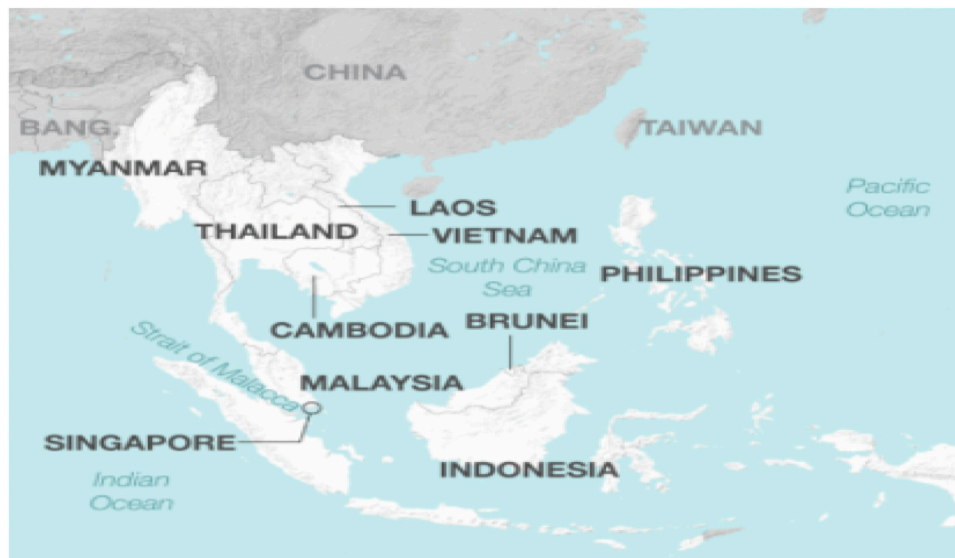 CHINA
BANG.
TAIWAN
MYANMAR
Pacific
Ocean
LAOS
THAILAND
VIETNAM
South China
Sea
PHILIPPINES
CAMBODIA
BRUNEI
Strait of Malacca
MALAYSIA
SINGAPORE
INDONESIA
Indian
Ocean